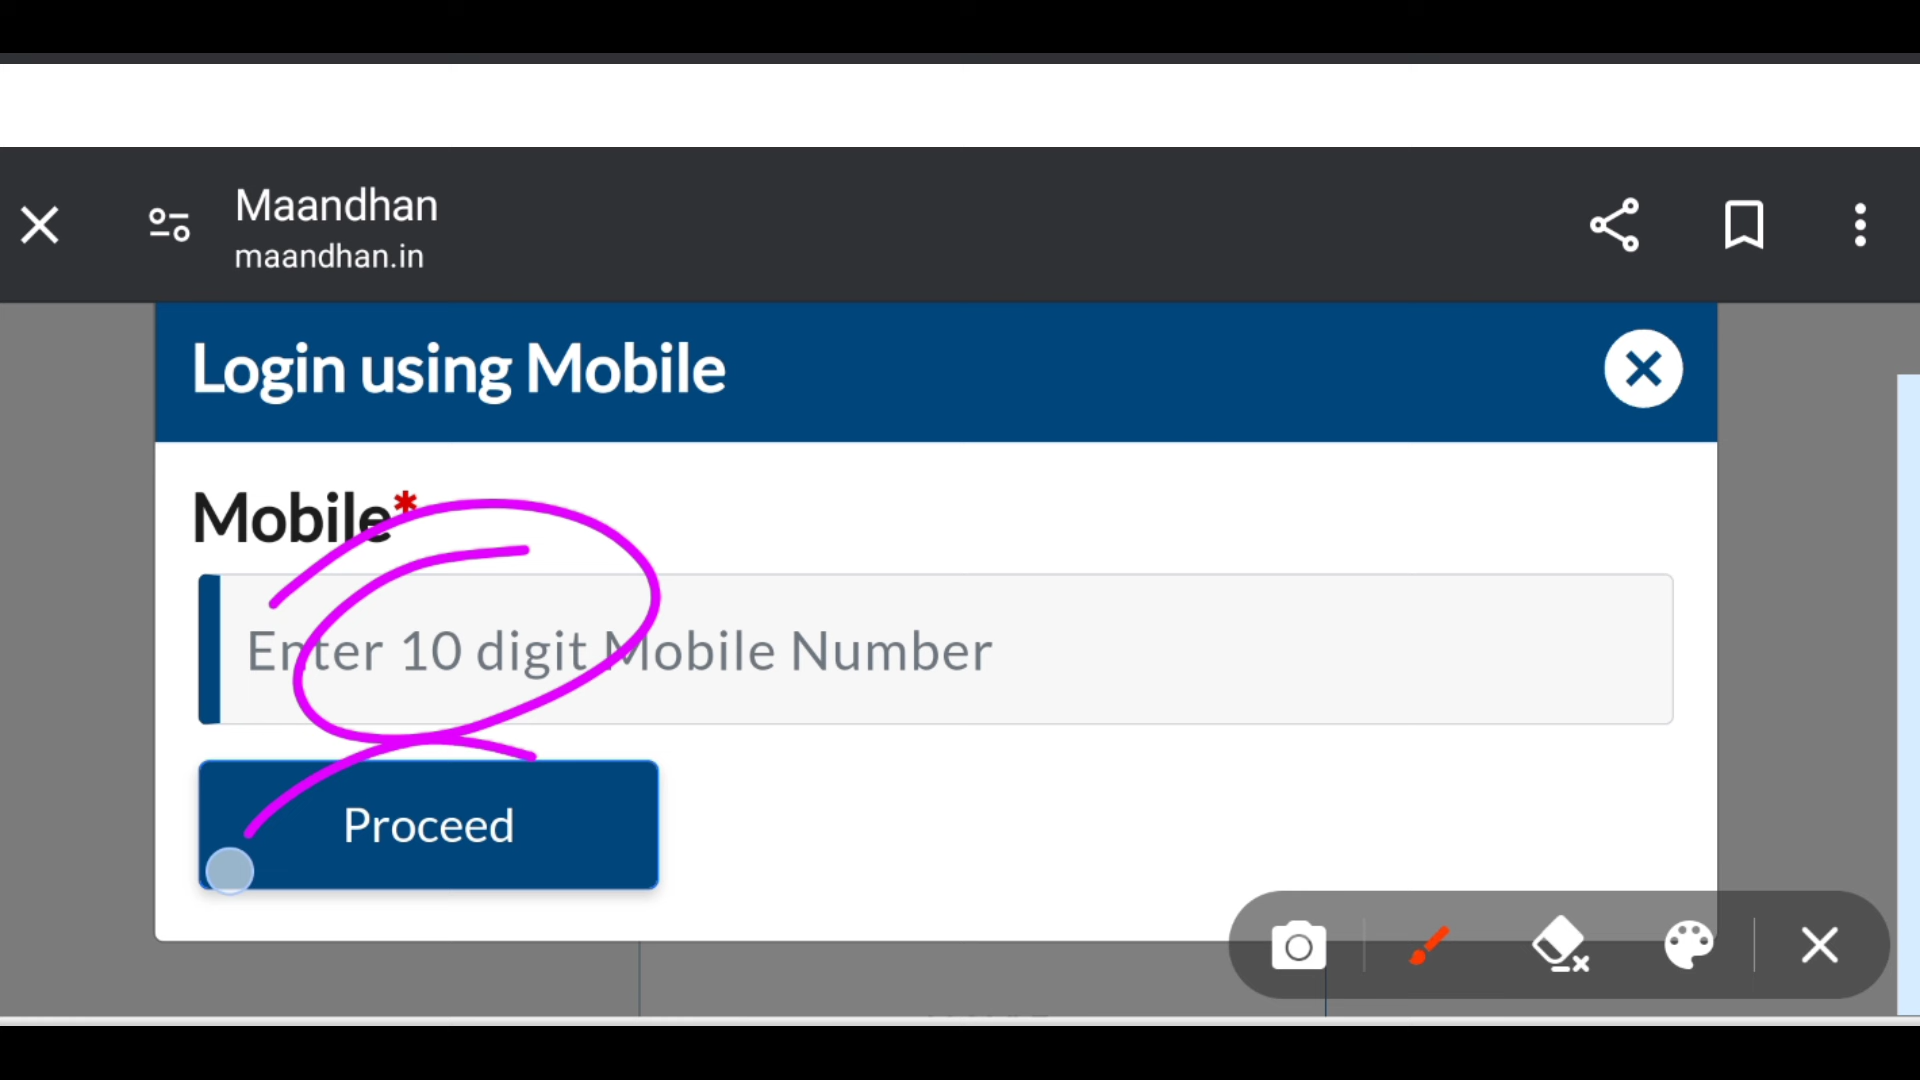 Maandhan
maandhan.in
Login using Mobile
Mobile*
Enter 10 digit Mobile Number
Proceed